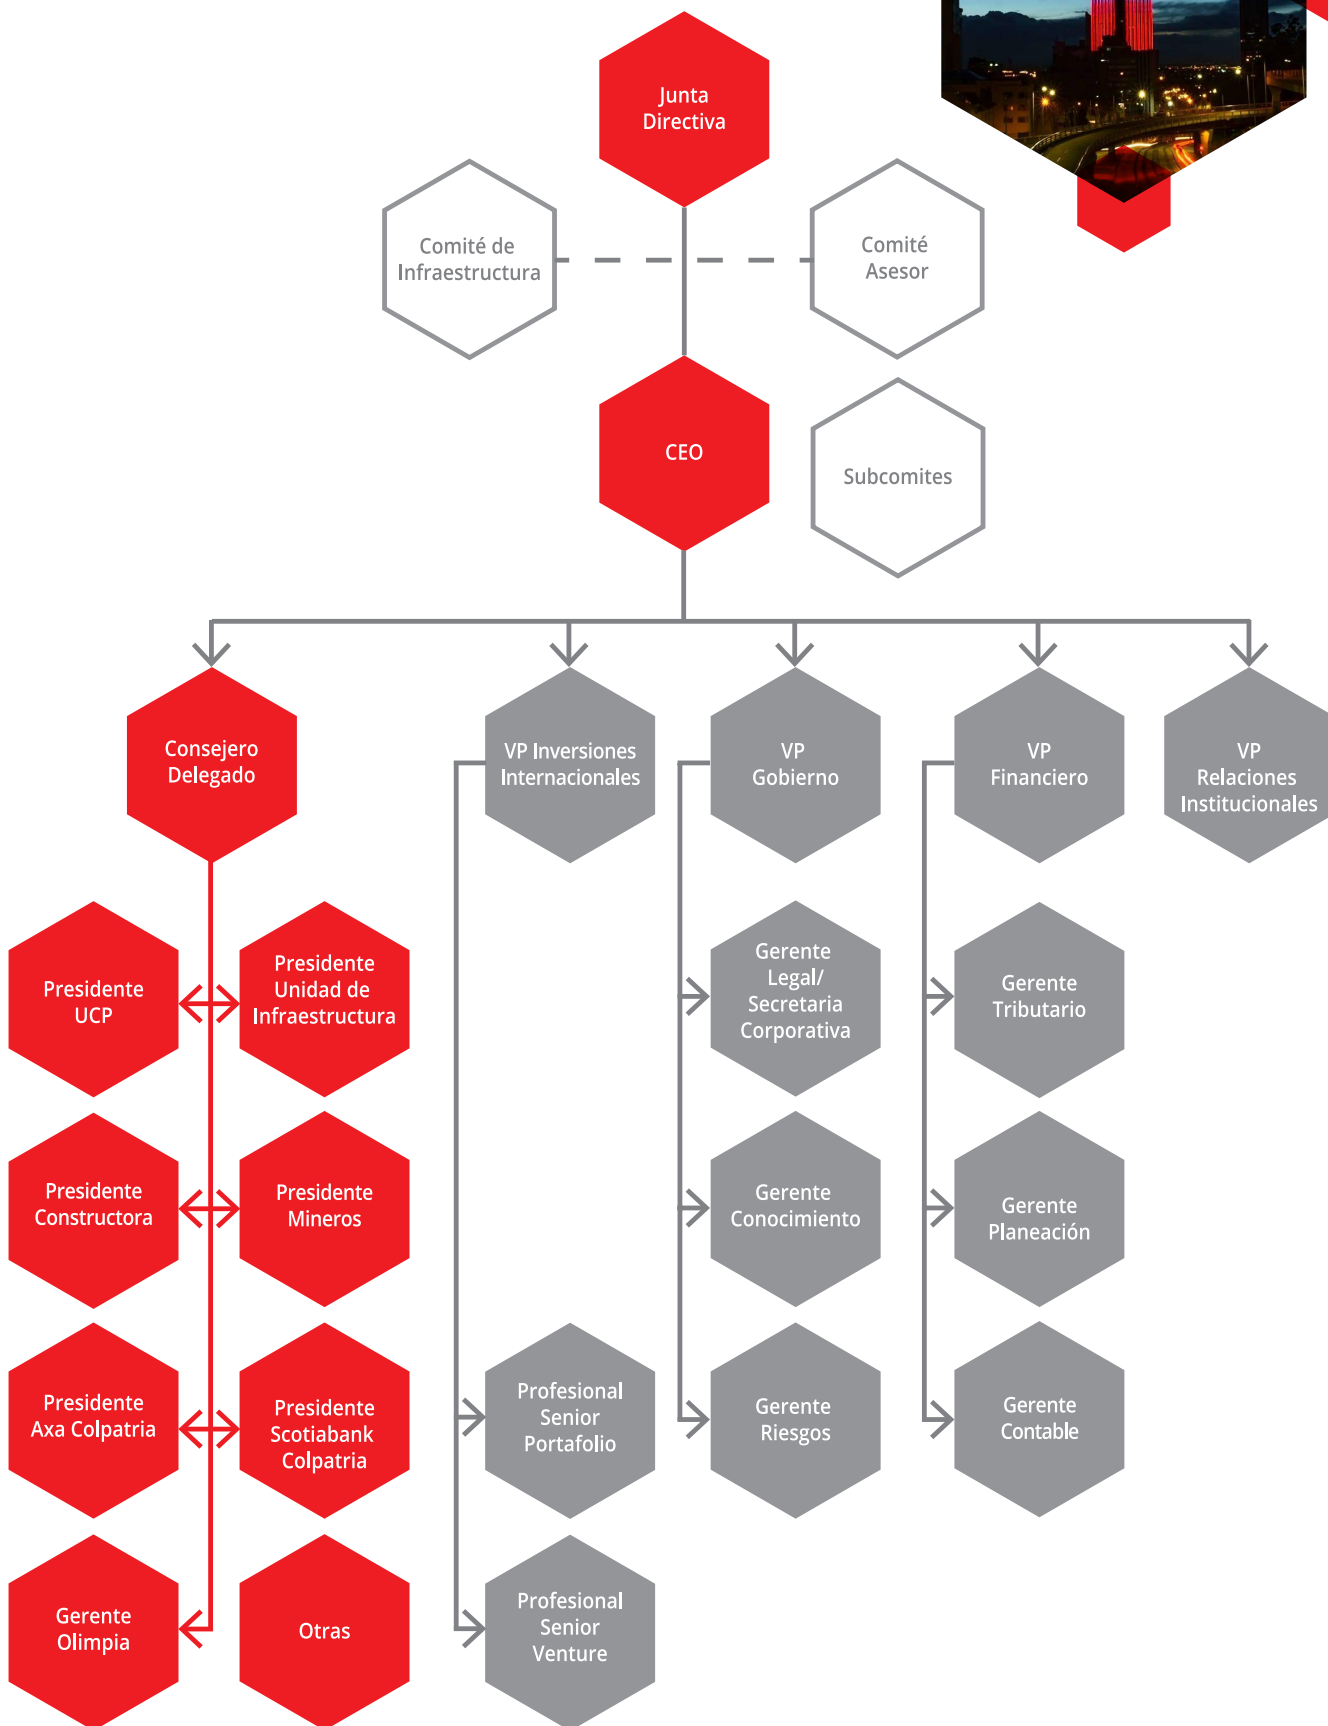 Junta
Directiva
Comité de
Infraestructura
Comité
Asesor
CEO
Subcomites
Consejero
Delegado
VP Inversiones
Internacionales
VP
Gobierno
VP
Financiero
VP
Relaciones
Institucionales
Presidente
UCP
Presidente
Unidad de
Infraestructura
Gerente
Legal/
Secretaria
Corporativa
Gerente
Tributario
Presidente
Constructora
Presidente
Mineros
Gerente
Conocimiento
Gerente
Planeación
Presidente
Axa Colpatria
Presidente
Scotiabank
Colpatria
Profesional
Senior
Portafolio
Gerente
Riesgos
Gerente
Contable
Gerente
Olimpia
Otras
Profesional
Senior
Venture